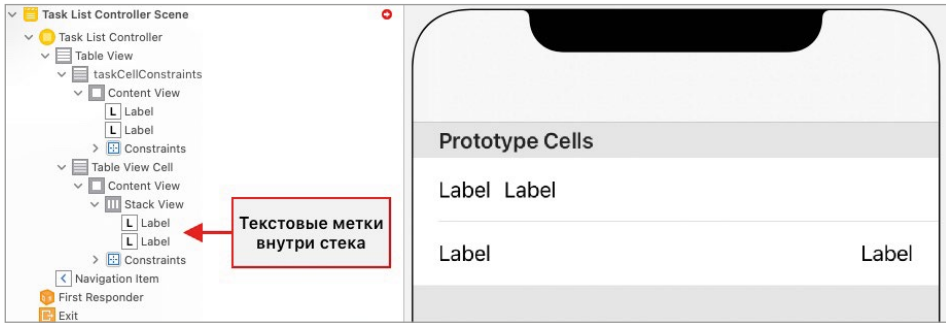 Task List Controller Scene
Task List Controller
Table View
taskCellConstraints
Content View
L Label
L Label
Constraints
Table View Cell
Content View
Stack View
L Label
L Label
Constraints
Navigation Item
First Responder
Exit
Текстовые метки
внутри стека
Prototype Cells
Label Label
Label Label